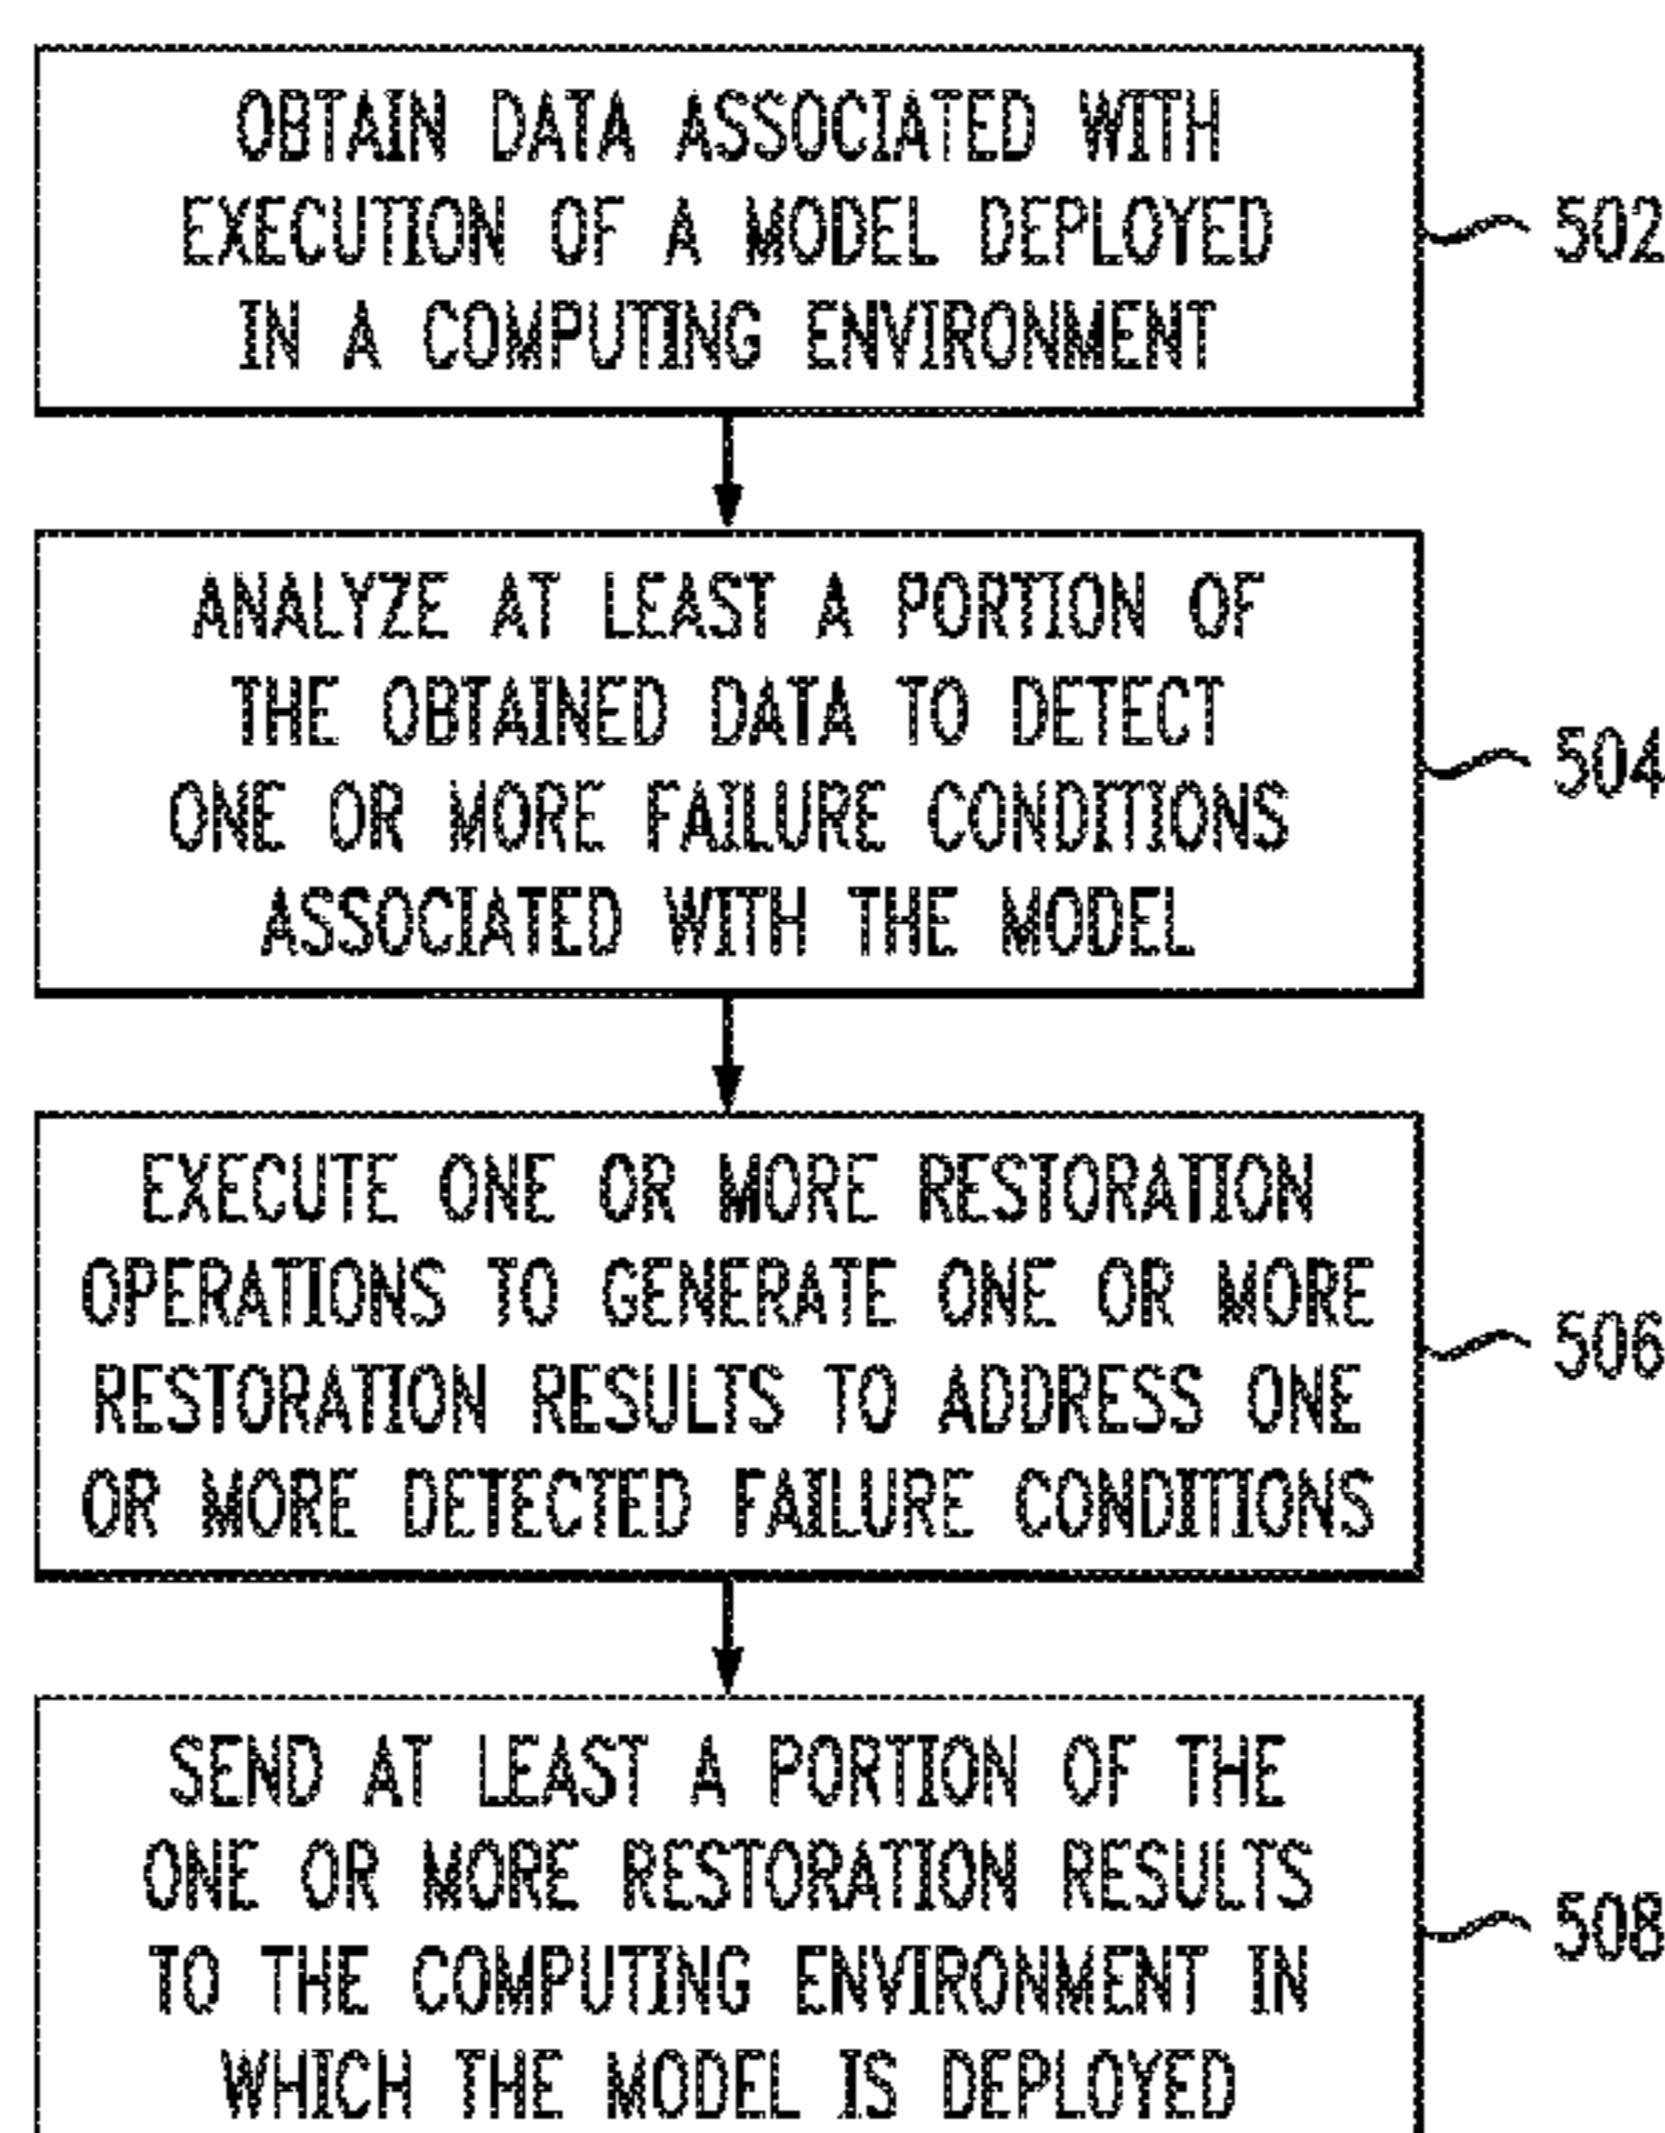 OBTAIN DATA ASSOCIATED WITH
EXECUTION OF A MODEL DEPLOYED
IN A COMPUTING ENVIRONMENT
502
ANALYZE AT LEAST A PORTION OF
THE OBTAINED DATA TO DETECT
ONE OR MORE FAILURE CONDITIONS
ASSOCIATED WITH THE MODEL
504
EXECUTE ONE OR MORE RESTORATION
OPERATIONS TO GENERATE ONE OR MORE
RESTORATION RESULTS TO ADDRESS ONE
OR MORE DETECTED FAILURE CONDITIONS
506
SEND AT LEAST A PORTION OF THE
ONE OR MORE RESTORATION RESULTS
TO THE COMPUTING ENVIRONMENT IN
WHICH THE MODEL IS DEPLOYED
508